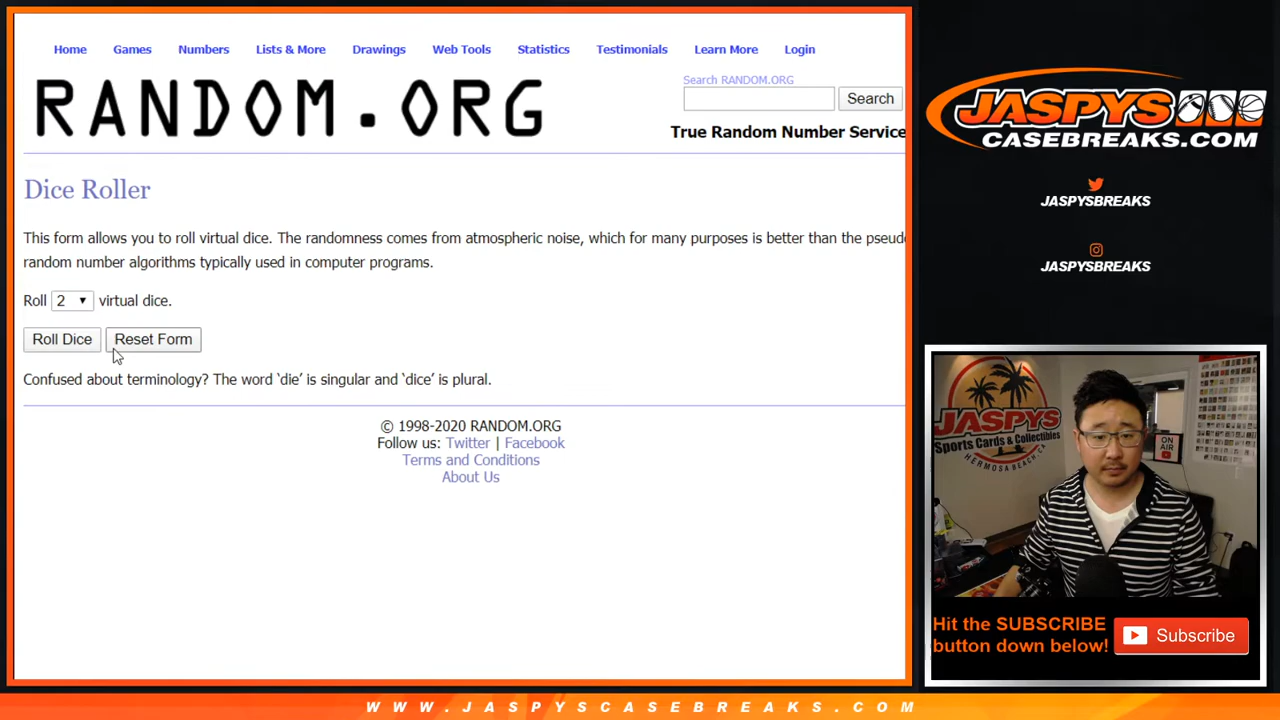 Home Games Numbers Lists & More Drawings Web Tools Statistics Testimonials Learn More Login
RANDOM.ORG
Search RANDOM.ORG
Search
True Random Number Service
Dice Roller
This form allows you to roll virtual dice. The randomness comes from atmospheric noise, which for many purposes is better than the pseudo
random number algorithms typically used in computer programs.
Roll 2 virtual dice.
Roll Dice Reset Form
Confused about terminology? The word ‘die’ is singular and ‘dice’ is plural.
© 1998-2020 RANDOM.ORG
Follow us: Twitter | Facebook
Terms and Conditions
About Us
JASPYS
CASEBREAKS.COM
JASPYSBREAKS
JASPYSBREAKS
JASPYS
Sports Cards & Collectibles
HERMOSA BEACH, CA
ON AIR
Hit the SUBSCRIBE
button down below!
Subscribe
WWW.JASPYSCASEBREAKS.COM